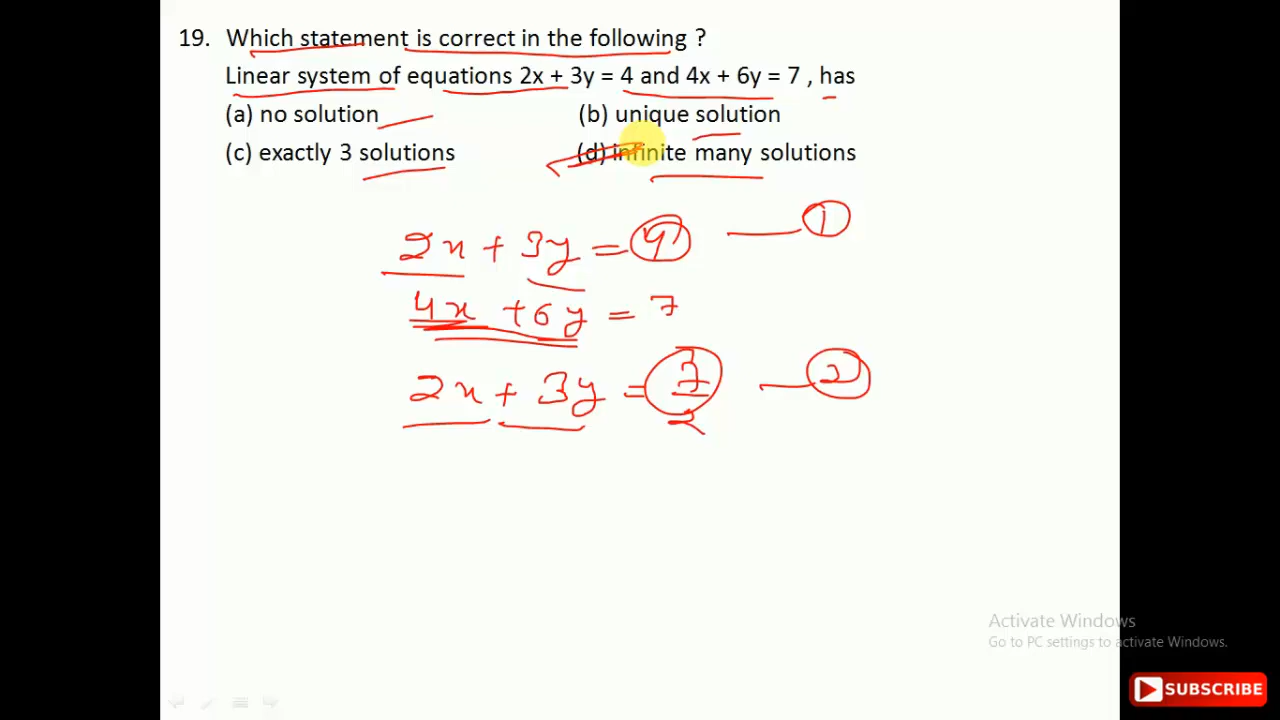 19. Which statement is correct in the following ?
Linear system of equations 2x + 3y = 4 and 4x + 6y = 7 , has
(a) no solution (b) unique solution
(c) exactly 3 solutions (d) infinite many solutions
2x + 3y = 4 — 1
4x + 6y = 7
2x + 3y = 7/2 — 2
Activate Windows
Go to PC settings to activate Windows.
SUBSCRIBE